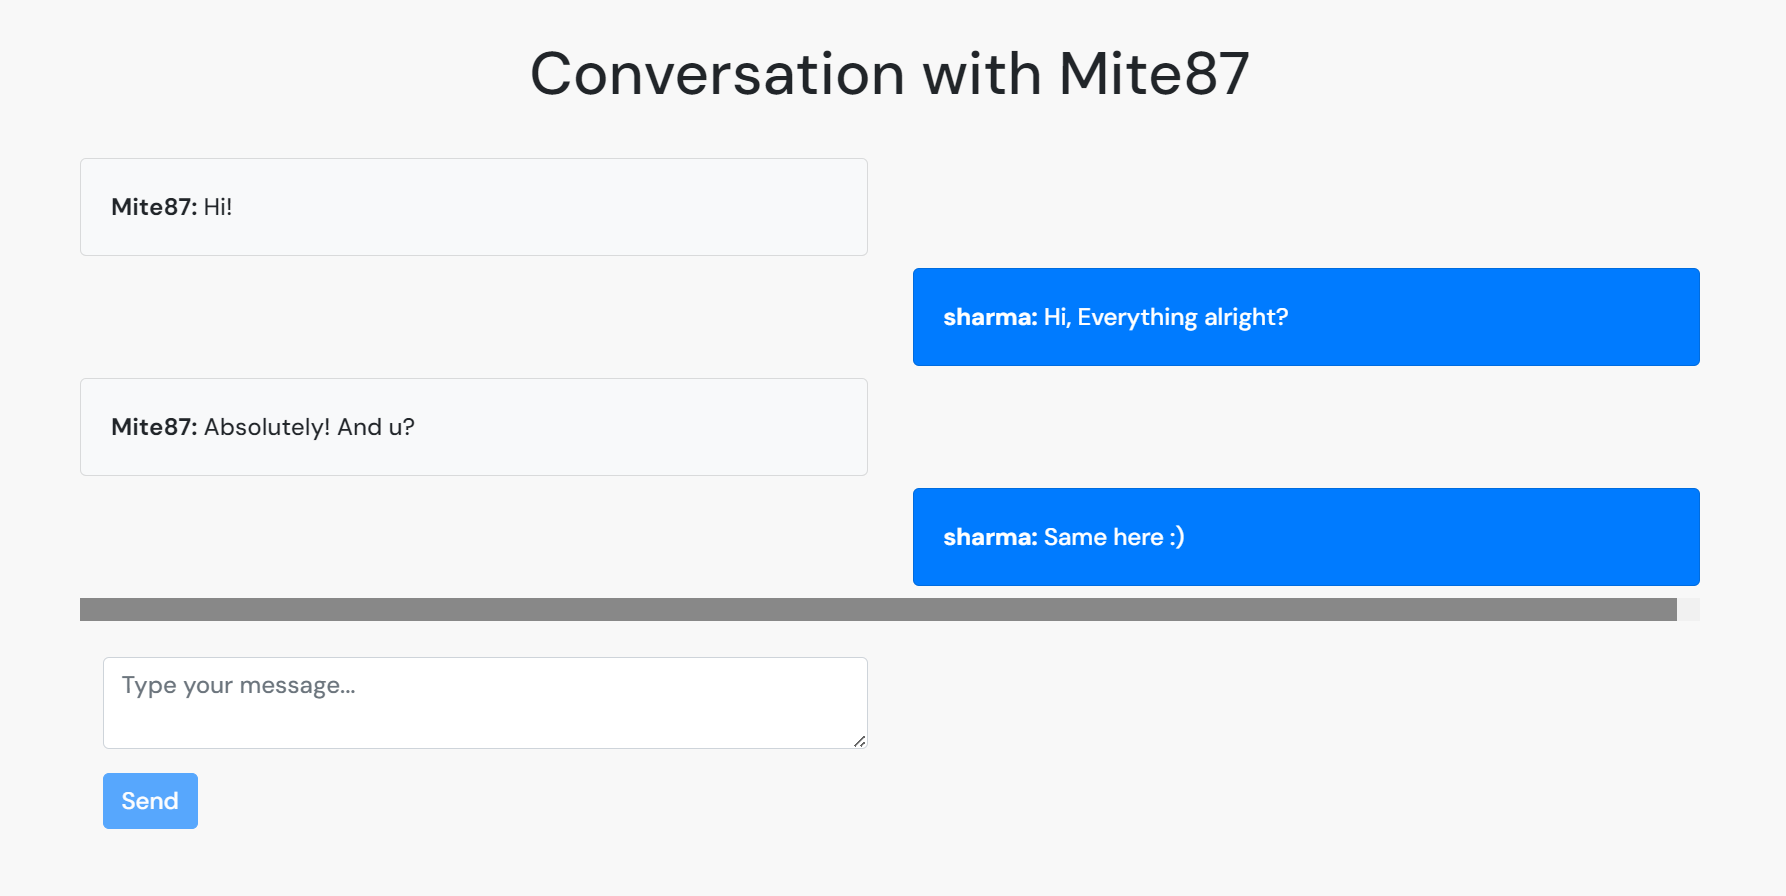 Conversation with Mite87
Mite87: Hi!
sharma: Hi, Everything alright?
Mite87: Absolutely! And u?
sharma: Same here :)
Type your message...
Send